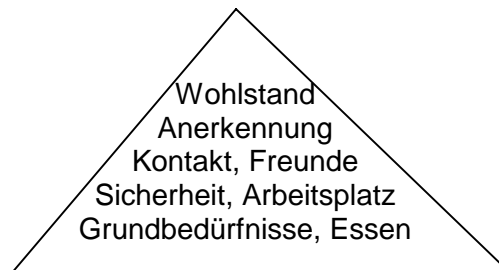 Wohlstand
Anerkennung
Kontakt, Freunde
Sicherheit, Arbeitsplatz
Grundbedürfnisse, Essen